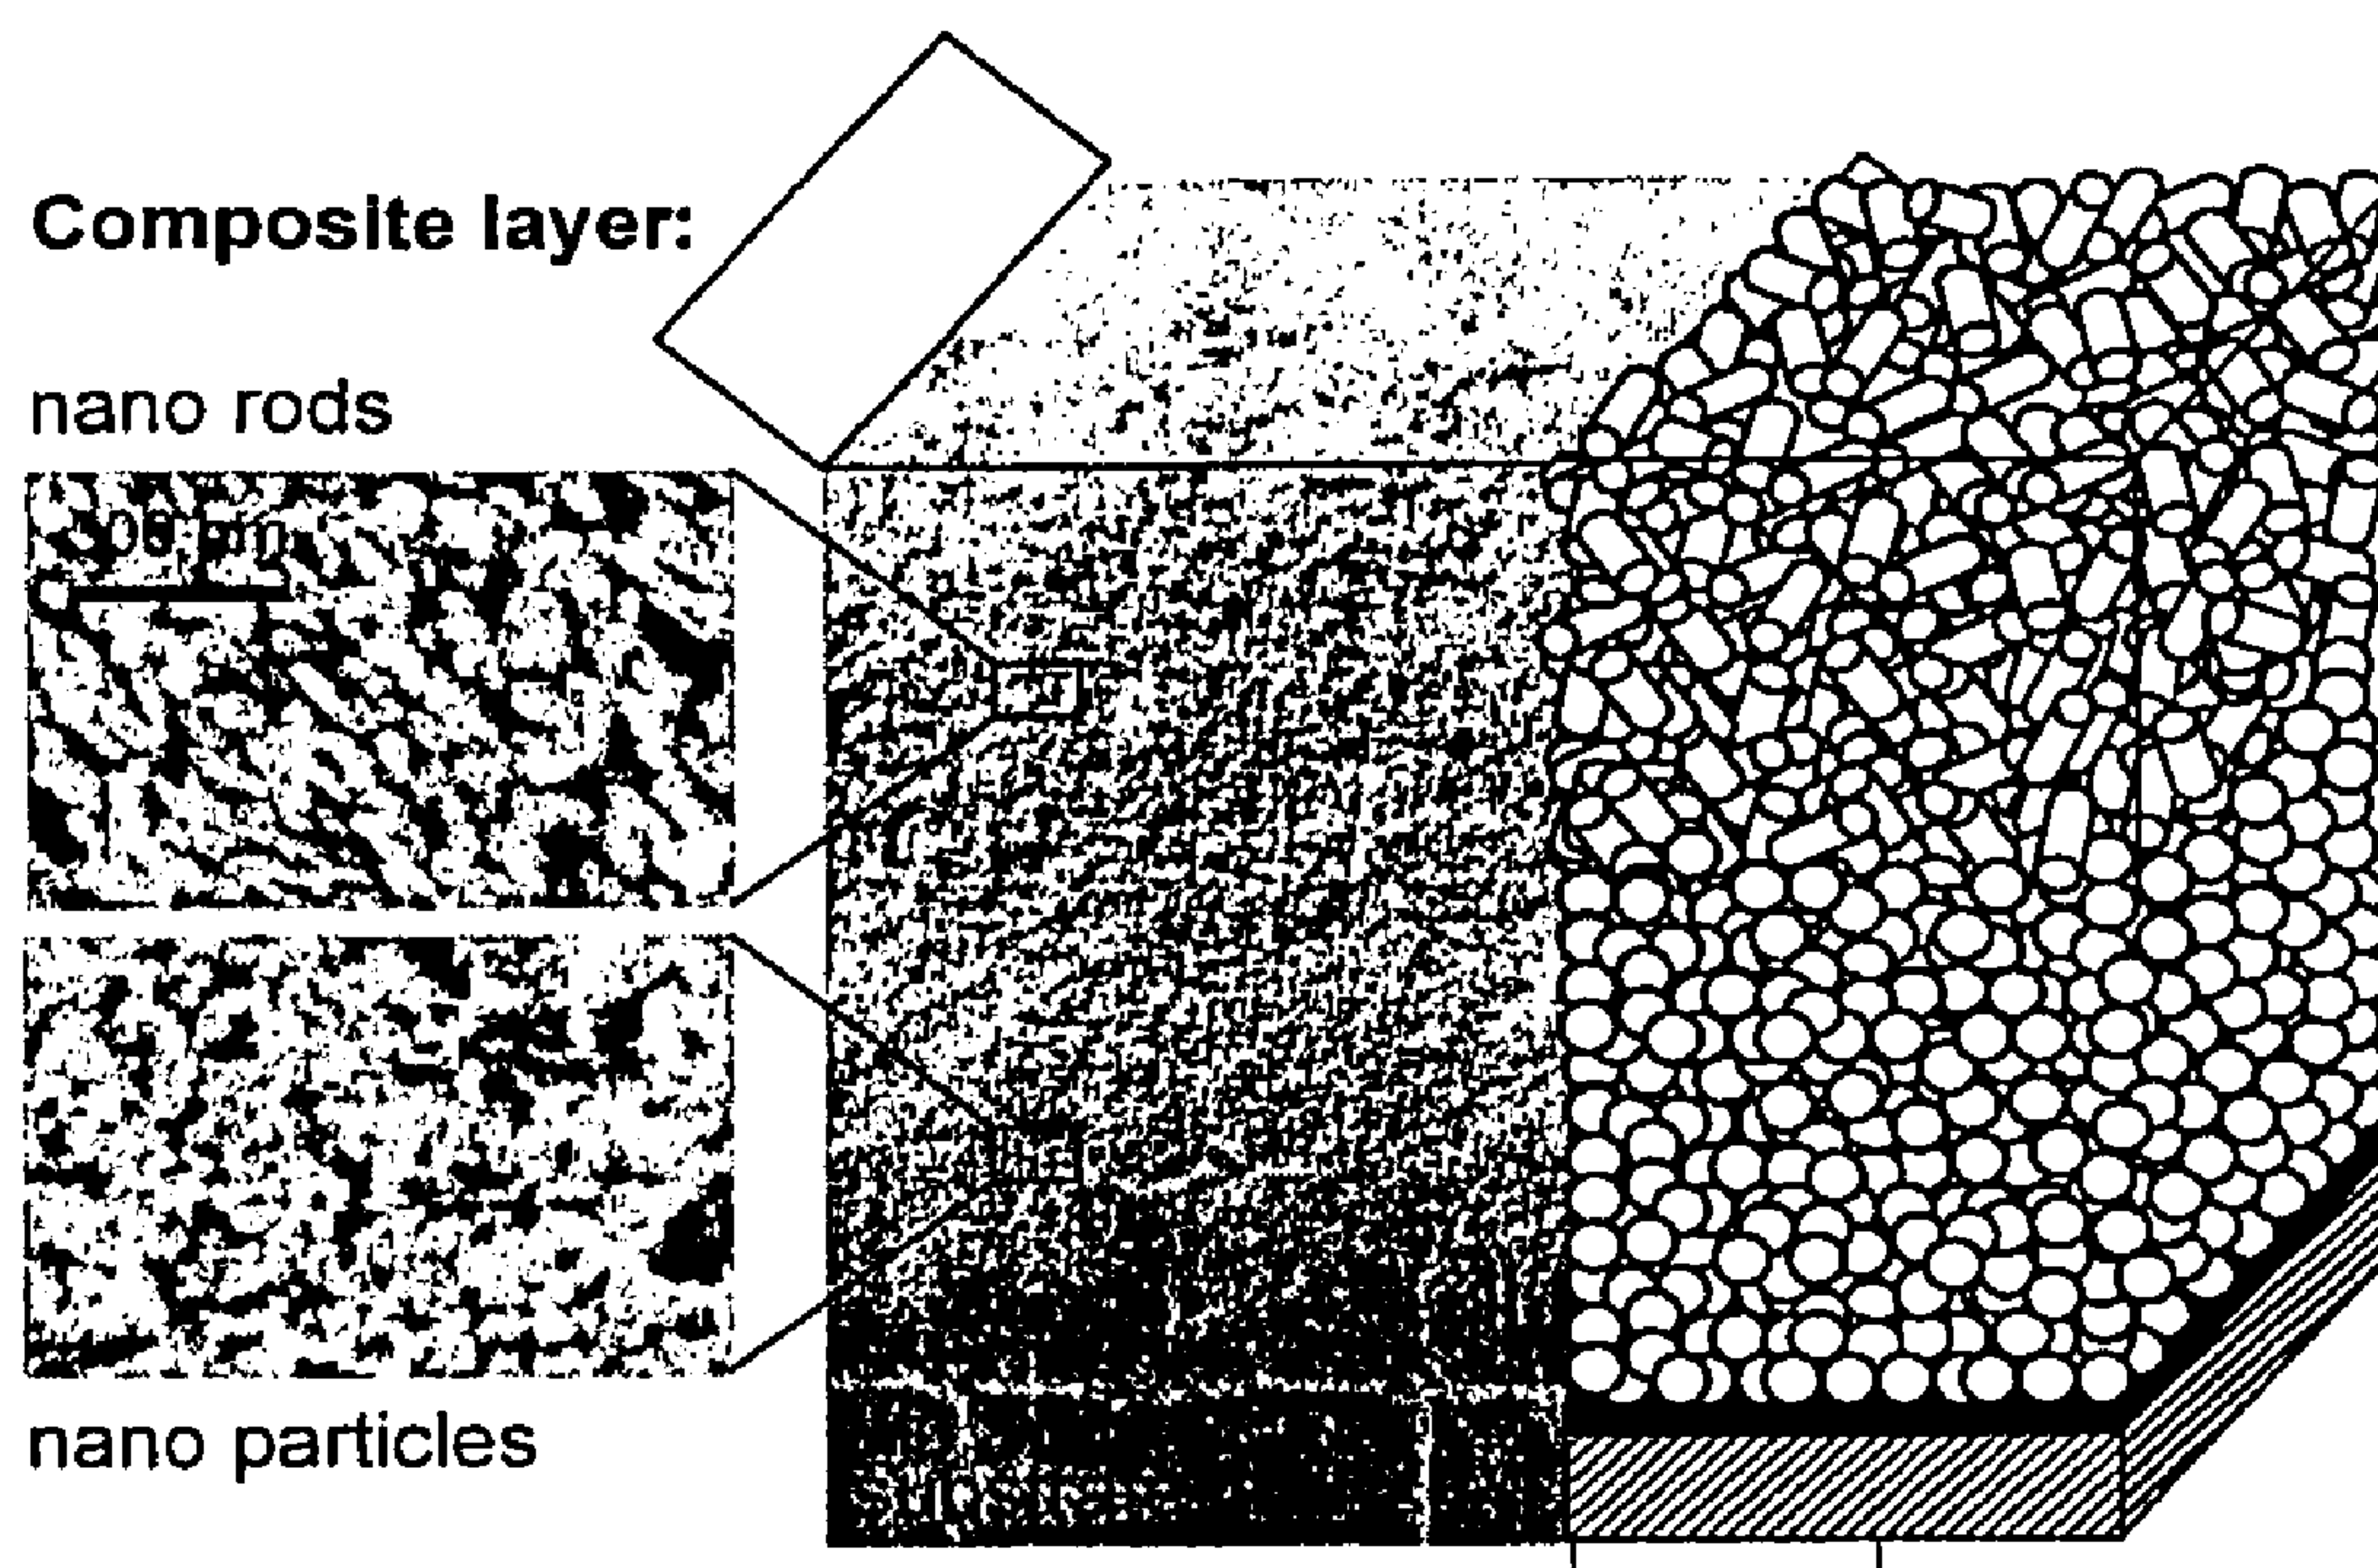 Composite layer:
nano rods
nano particles